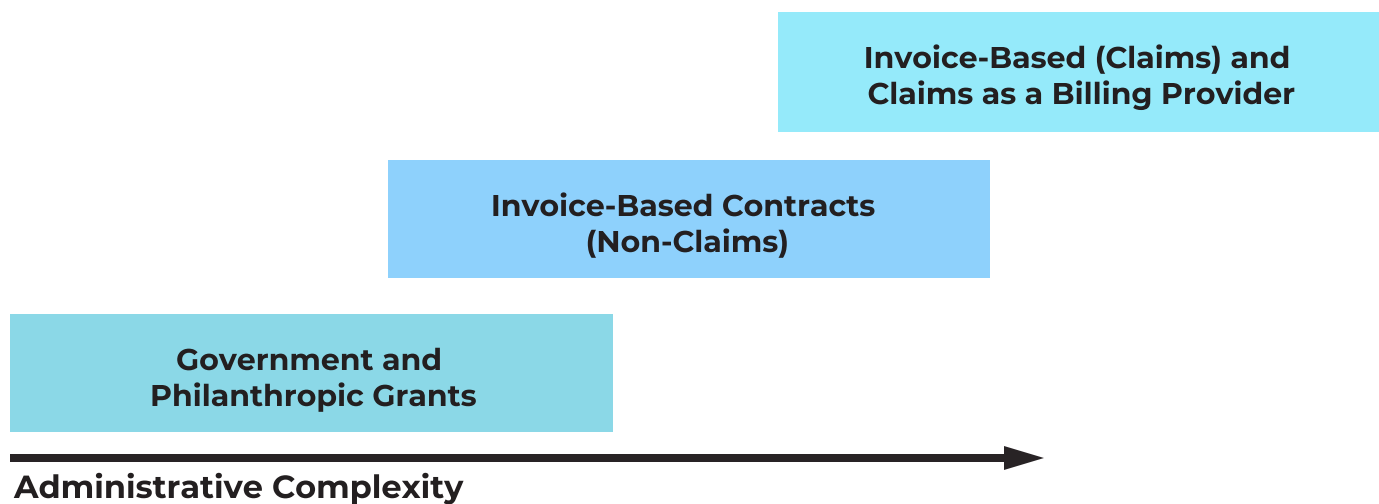 Invoice-Based (Claims) and
Claims as a Billing Provider
Invoice-Based Contracts
(Non-Claims)
Government and
Philanthropic Grants
Administrative Complexity